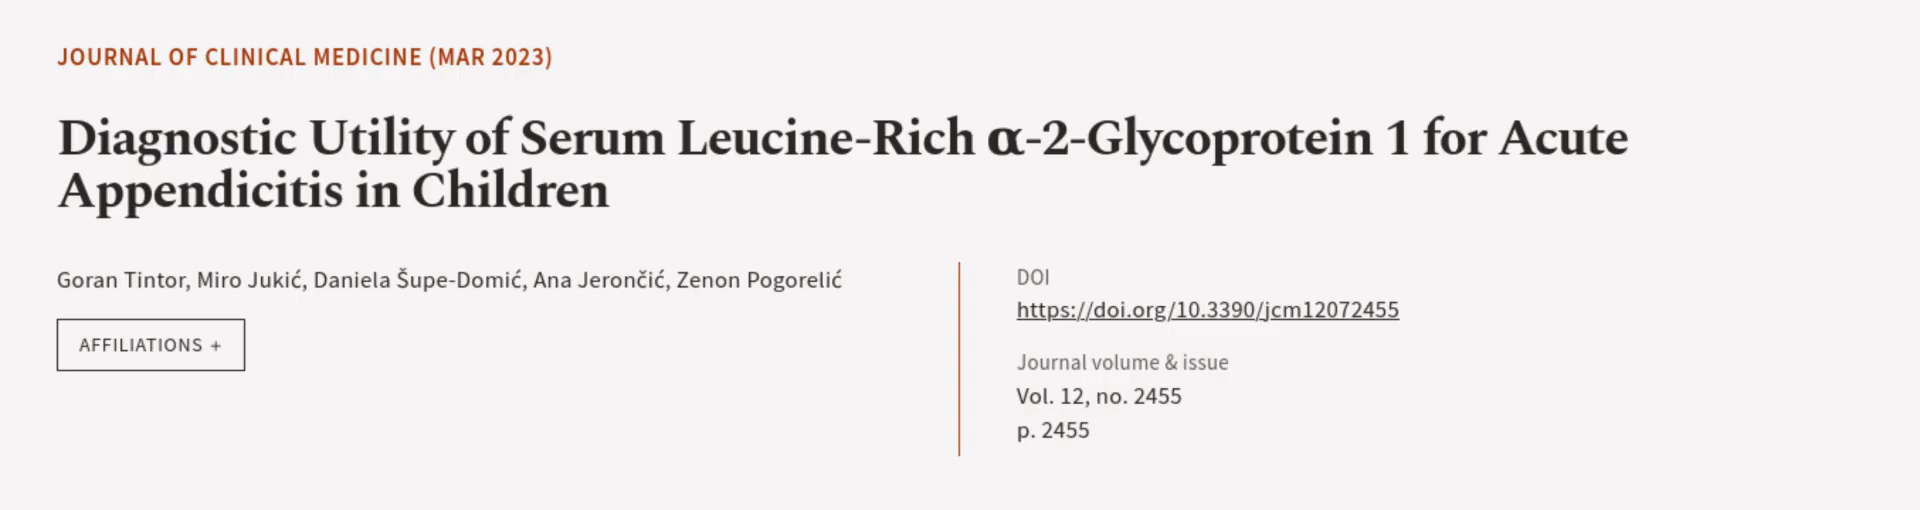 JOURNAL OF CLINICAL MEDICINE (MAR 2023)
Diagnostic Utility of Serum Leucine-Rich α-2-Glycoprotein 1 for Acute
Appendicitis in Children
Goran Tintor, Miro Jukić, Daniela Šupe-Domić, Ana Jerončić, Zenon Pogorelić
AFFILIATIONS +
DOI
https://doi.org/10.3390/jcm12072455
Journal volume & issue
Vol. 12, no. 2455
p. 2455